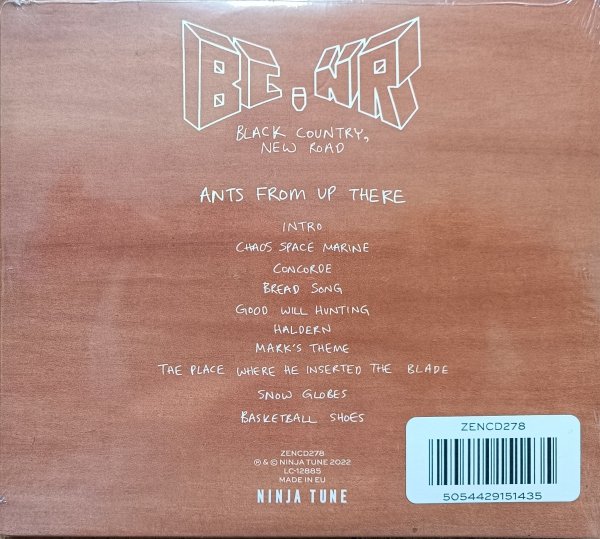 BC,NR
BLACK COUNTRY,
NEW ROAD
ANTS FROM UP THERE
INTRO
CHAOS SPACE MARINE
CONCORDE
BREAD SONG
GOOD WILL HUNTING
HALDERN
MARK'S THEME
THE PLACE WHERE HE INSERTED THE BLADE
SNOW GLOBES
BASKETBALL SHOES
ZENCD278
℗ & © NINJA TUNE 2022
LC-12885
MADE IN EU
NINJA TUNE
ZENCD278
5054429151435